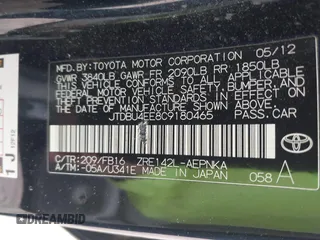 MFD BY: TOYOTA MOTOR CORPORATION 05/12
GVWR 3840LB GAWR FR 2090LB RR 1850LB
THIS VEHICLE CONFORMS TO ALL APPLICABLE
FEDERAL MOTOR VEHICLE SAFETY, BUMPER, AND
THEFT PREVENTION STANDARDS IN EFFECT ON
THE DATE OF MANUFACTURE SHOWN ABOVE.
JTDBU4EE8C9180465 PASS. CAR
C/TR: 209/FB16 ZRE142L-AEPNKA
A/TM: -05A/U341E MADE IN JAPAN 058 A
TOYOTA
DREAMBID